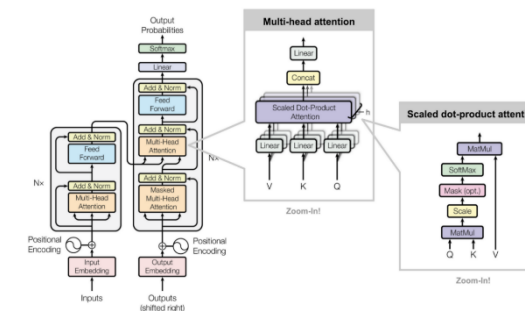 Output
Probabilities
Softmax
Linear
Add & Norm
Feed
Forward
Add & Norm
Multi-Head
Attention
Add & Norm
Masked
Multi-Head
Attention
Nx
Positional
Encoding
Output
Embedding
Outputs
(shifted right)
Add & Norm
Feed
Forward
Nx
Add & Norm
Multi-Head
Attention
Positional
Encoding
Input
Embedding
Inputs
Multi-head attention
Linear
Concat
Scaled Dot-Product
Attention
h
Linear
Linear
Linear
V
K
Q
Zoom-In!
Scaled dot-product attent
MatMul
SoftMax
Mask (opt.)
Scale
MatMul
Q
K
V
Zoom-In!